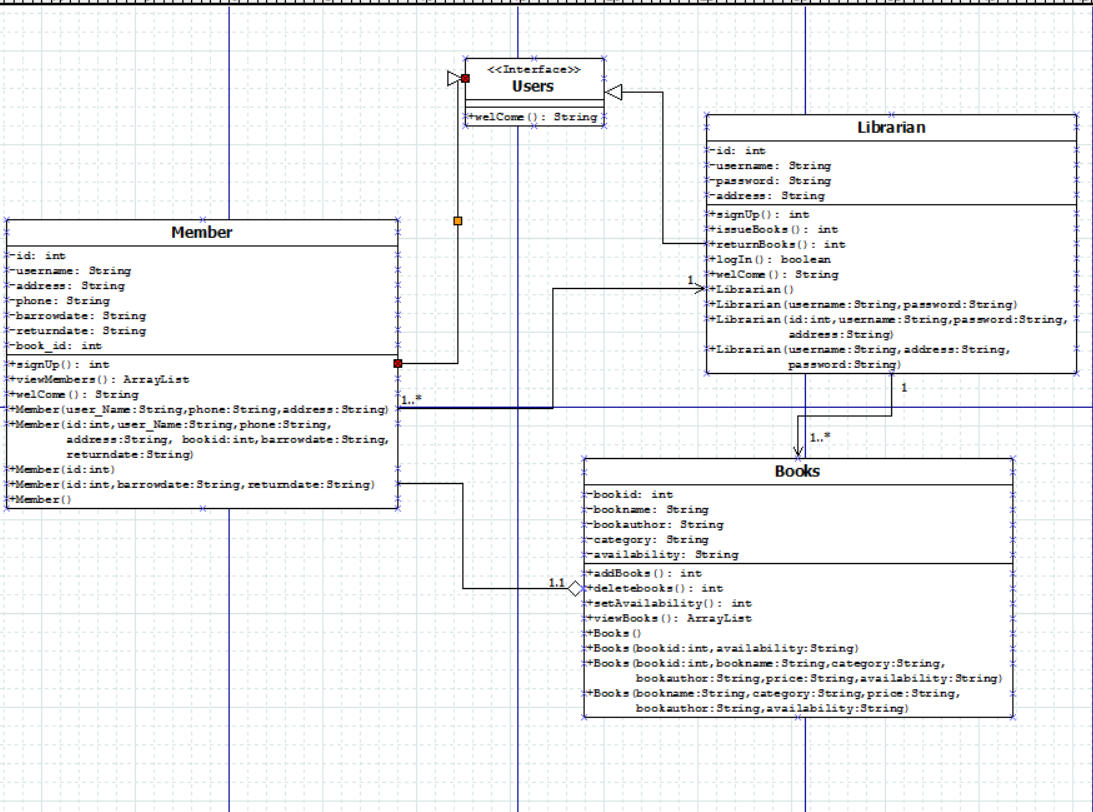 <<Interface>>
Users
+welCome(): String
Librarian
-id: int
-username: String
-password: String
-address: String
+signUp(): int
+issueBooks(): int
+returnBooks(): int
+logIn(): boolean
+welCome(): String
+Librarian()
+Librarian(username:String,password:String)
+Librarian(id:int,username:String,password:String,
address:String)
+Librarian(username:String,address:String,
password:String)
Member
-id: int
-username: String
-address: String
-phone: String
-barrowdate: String
-returndate: String
-book_id: int
+signUp(): int
+viewMembers(): ArrayList
+welCome(): String
+Member(user_Name:String,phone:String,address:String)
+Member(id:int,user_Name:String,phone:String,
address:String, bookid:int,barrowdate:String,
returndate:String)
+Member(id:int)
+Member(id:int,barrowdate:String,returndate:String)
+Member()
1..*
1
1
1..*
1.1
Books
-bookid: int
-bookname: String
-bookauthor: String
-category: String
-availability: String
+addBooks(): int
+deletebooks(): int
+setAvailability(): int
+viewBooks(): ArrayList
+Books()
+Books(bookid:int,availability:String)
+Books(bookid:int,bookname:String,category:String,
bookauthor:String,price:String,availability:String)
+Books(bookname:String,category:String,price:String,
bookauthor:String,availability:String)